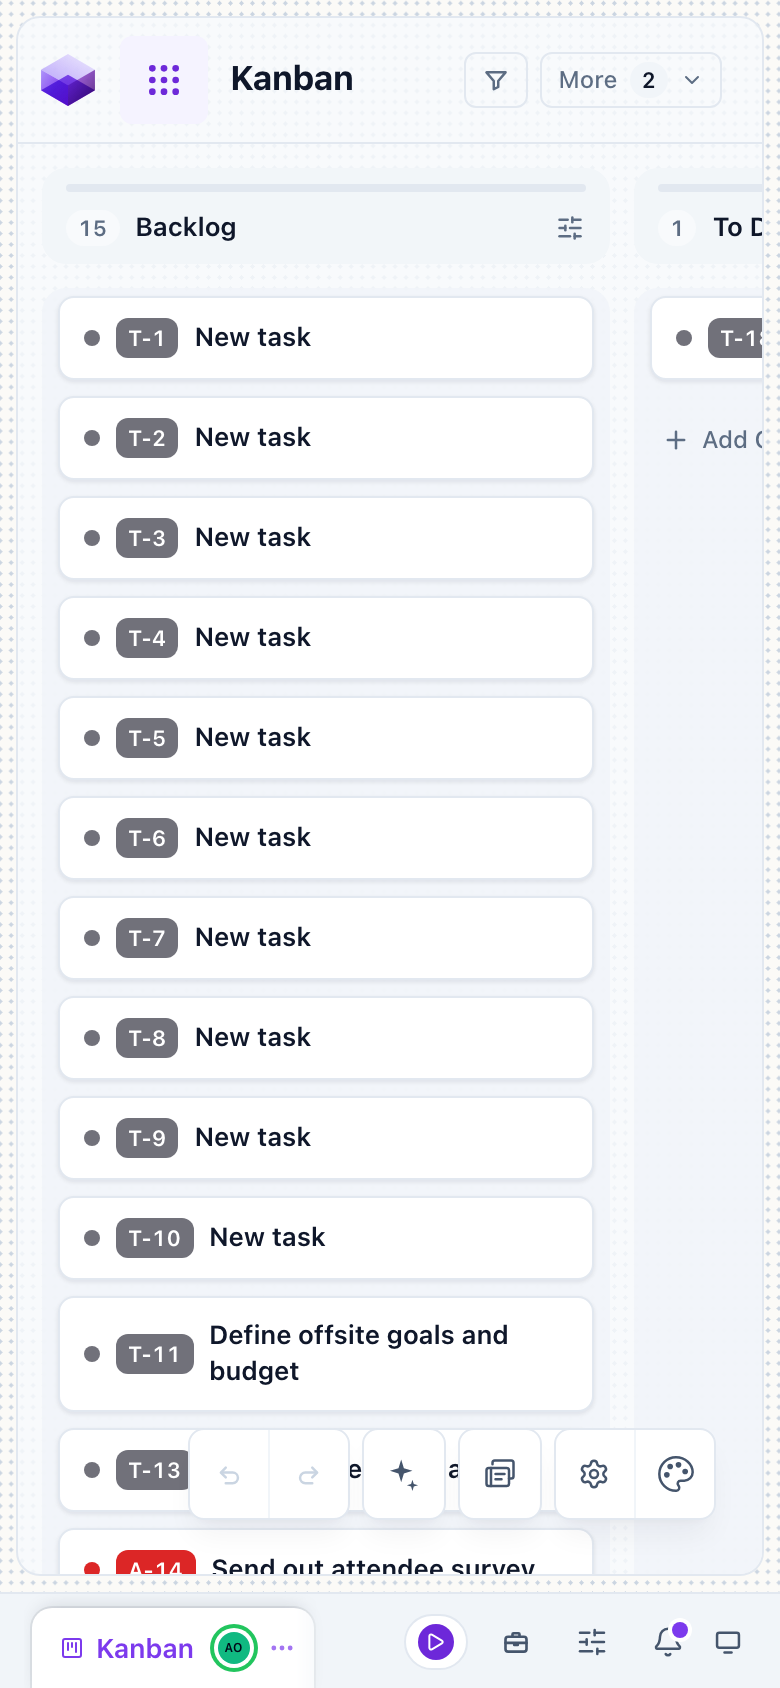 Kanban
More 2
15 Backlog
1 To D
T-1 New task
T-18
Add C
T-2 New task
T-3 New task
T-4 New task
T-5 New task
T-6 New task
T-7 New task
T-8 New task
T-9 New task
T-10 New task
T-11 Define offsite goals and
budget
T-13
A-14 Send out attendee survey
Kanban AO